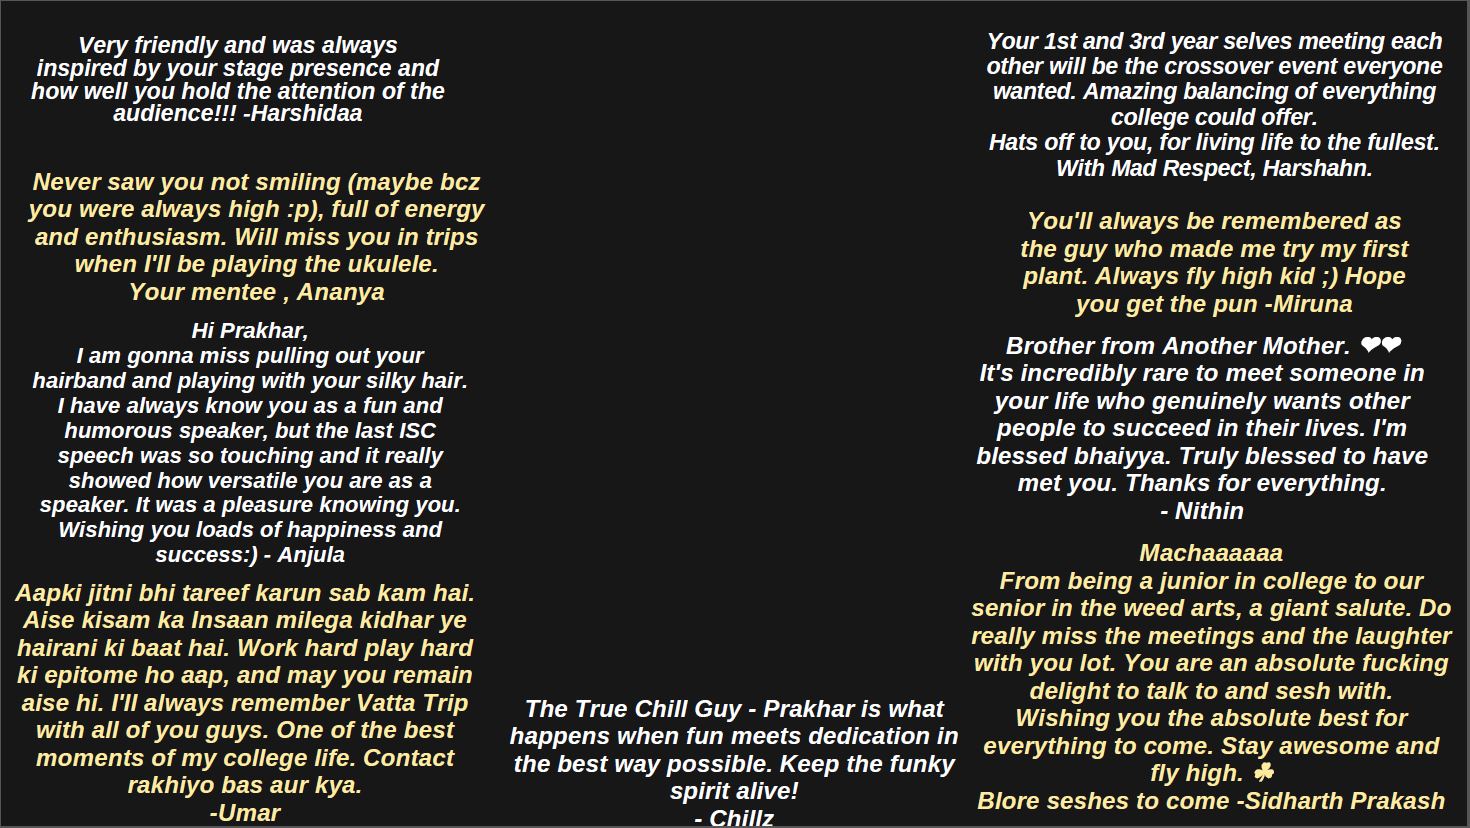 Very friendly and was always
inspired by your stage presence and
how well you hold the attention of the
audience!!! -Harshidaa
Never saw you not smiling (maybe bcz
you were always high :p), full of energy
and enthusiasm. Will miss you in trips
when I'll be playing the ukulele.
Your mentee , Ananya
Hi Prakhar,
I am gonna miss pulling out your
hairband and playing with your silky hair.
I have always know you as a fun and
humorous speaker, but the last ISC
speech was so touching and it really
showed how versatile you are as a
speaker. It was a pleasure knowing you.
Wishing you loads of happiness and
success:) - Anjula
Aapki jitni bhi tareef karun sab kam hai.
Aise kisam ka Insaan milega kidhar ye
hairani ki baat hai. Work hard play hard
ki epitome ho aap, and may you remain
aise hi. I'll always remember Vatta Trip
with all of you guys. One of the best
moments of my college life. Contact
rakhiyo bas aur kya.
-Umar
The True Chill Guy - Prakhar is what
happens when fun meets dedication in
the best way possible. Keep the funky
spirit alive!
- Chillz
Your 1st and 3rd year selves meeting each
other will be the crossover event everyone
wanted. Amazing balancing of everything
college could offer.
Hats off to you, for living life to the fullest.
With Mad Respect, Harshahn.
You'll always be remembered as
the guy who made me try my first
plant. Always fly high kid ;) Hope
you get the pun -Miruna
Brother from Another Mother. ❤❤
It's incredibly rare to meet someone in
your life who genuinely wants other
people to succeed in their lives. I'm
blessed bhaiyya. Truly blessed to have
met you. Thanks for everything.
- Nithin
Machaaaaaa
From being a junior in college to our
senior in the weed arts, a giant salute. Do
really miss the meetings and the laughter
with you lot. You are an absolute fucking
delight to talk to and sesh with.
Wishing you the absolute best for
everything to come. Stay awesome and
fly high. ☘
Blore seshes to come -Sidharth Prakash